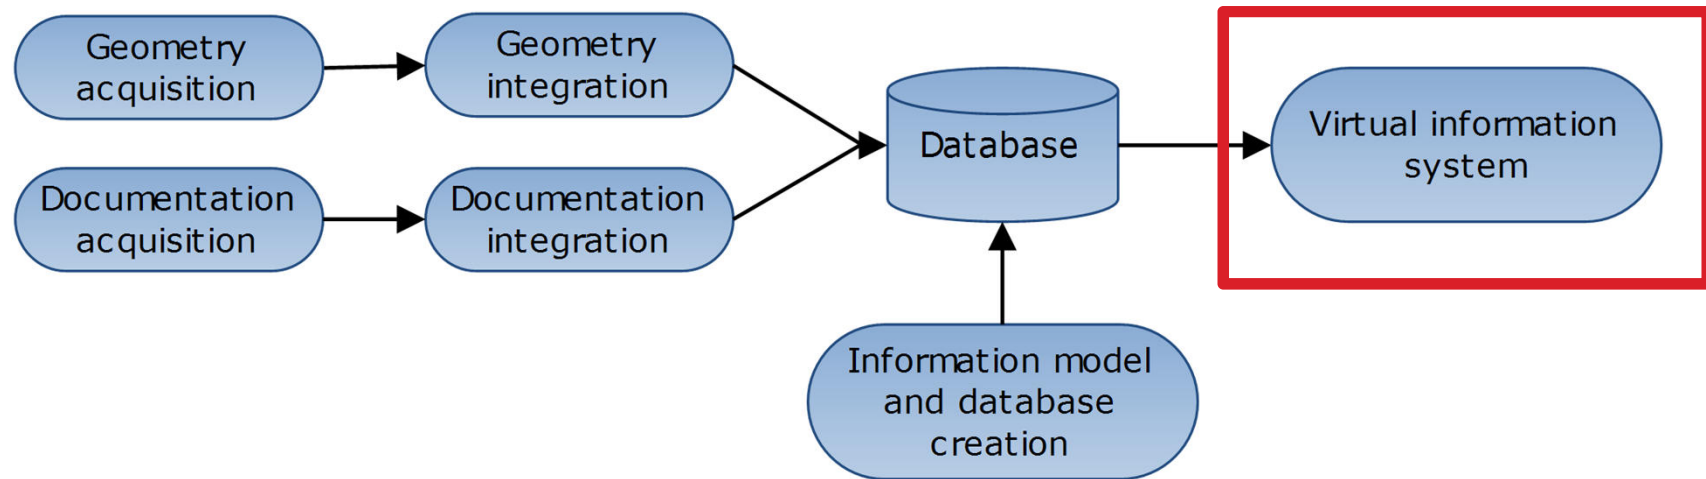 Geometry
acquisition
Geometry
integration
Documentation
acquisition
Documentation
integration
Database
Information model
and database
creation
Virtual information
system